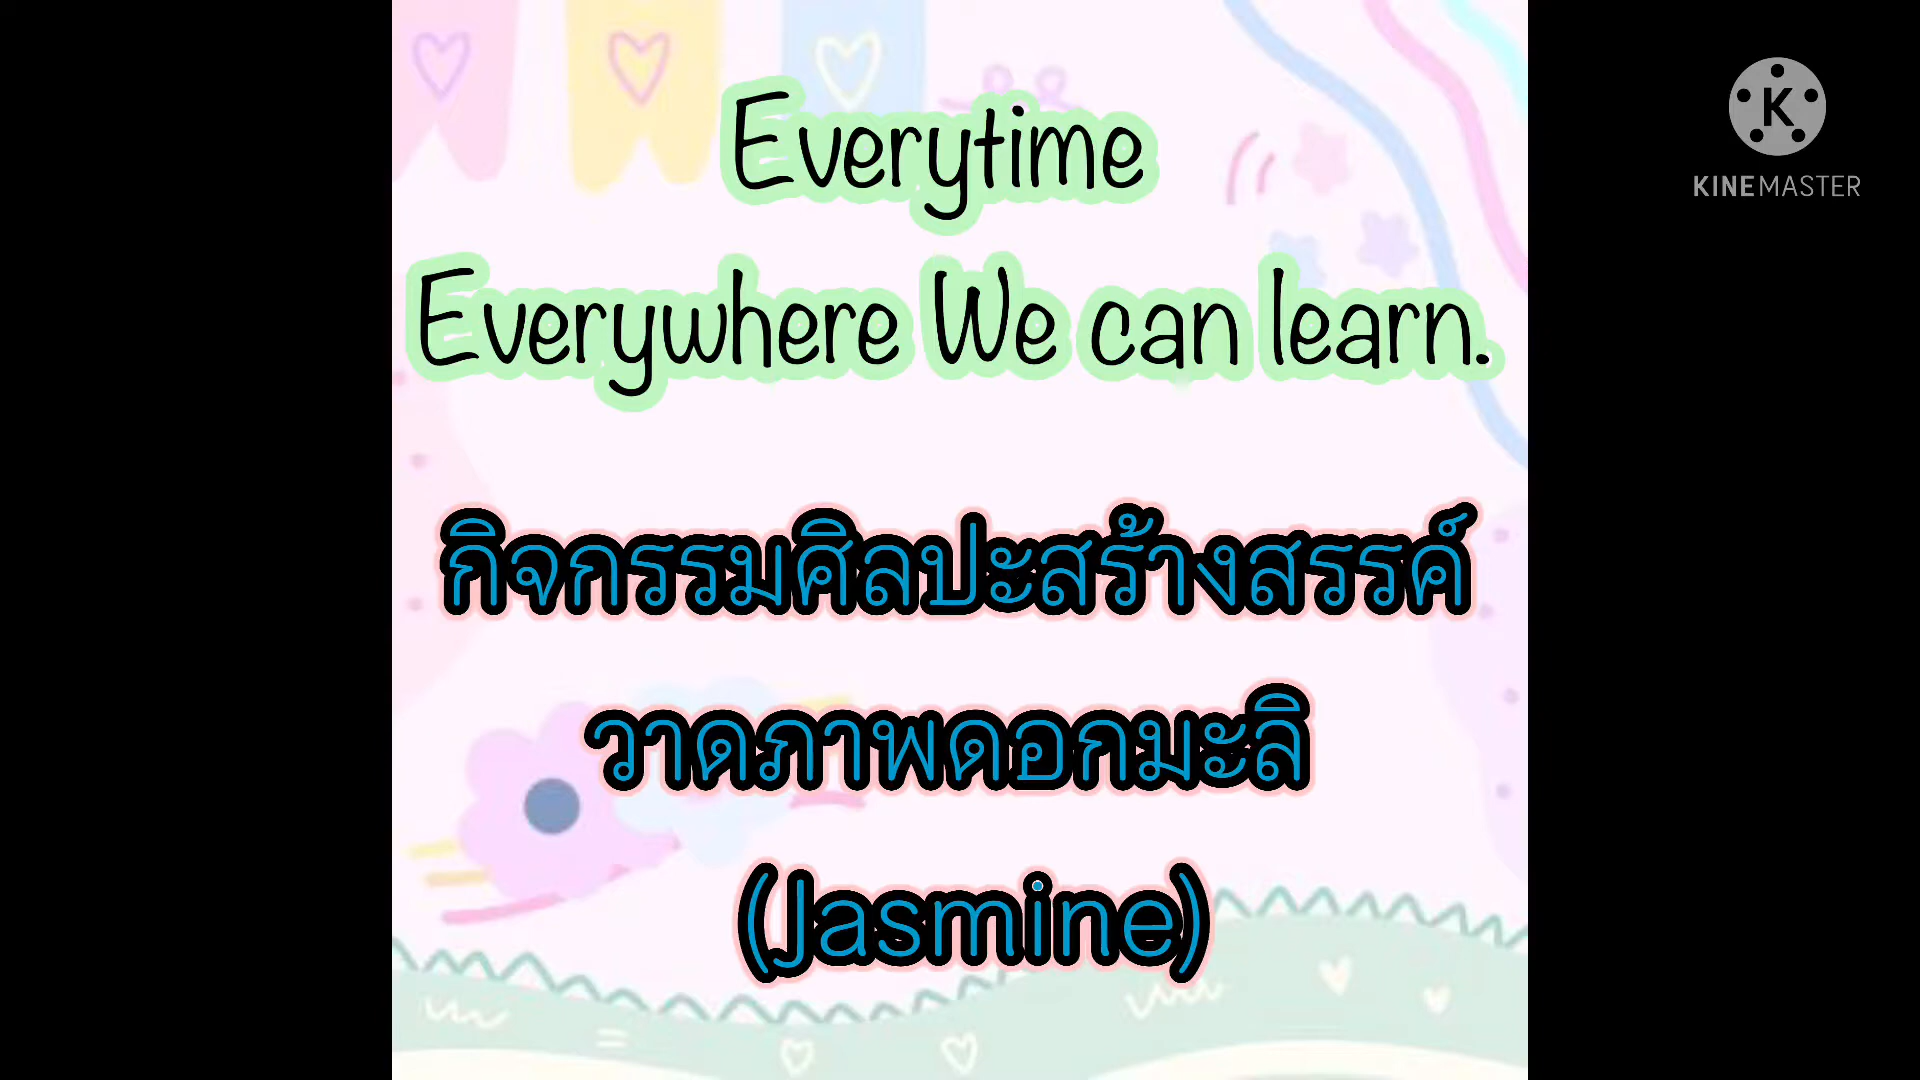 Everytime
Everywhere We can learn.
กิจกรรมศิลปะสร้างสรรค์
วาดภาพดอกมะลิ
(Jasmine)
K
KINEMASTER